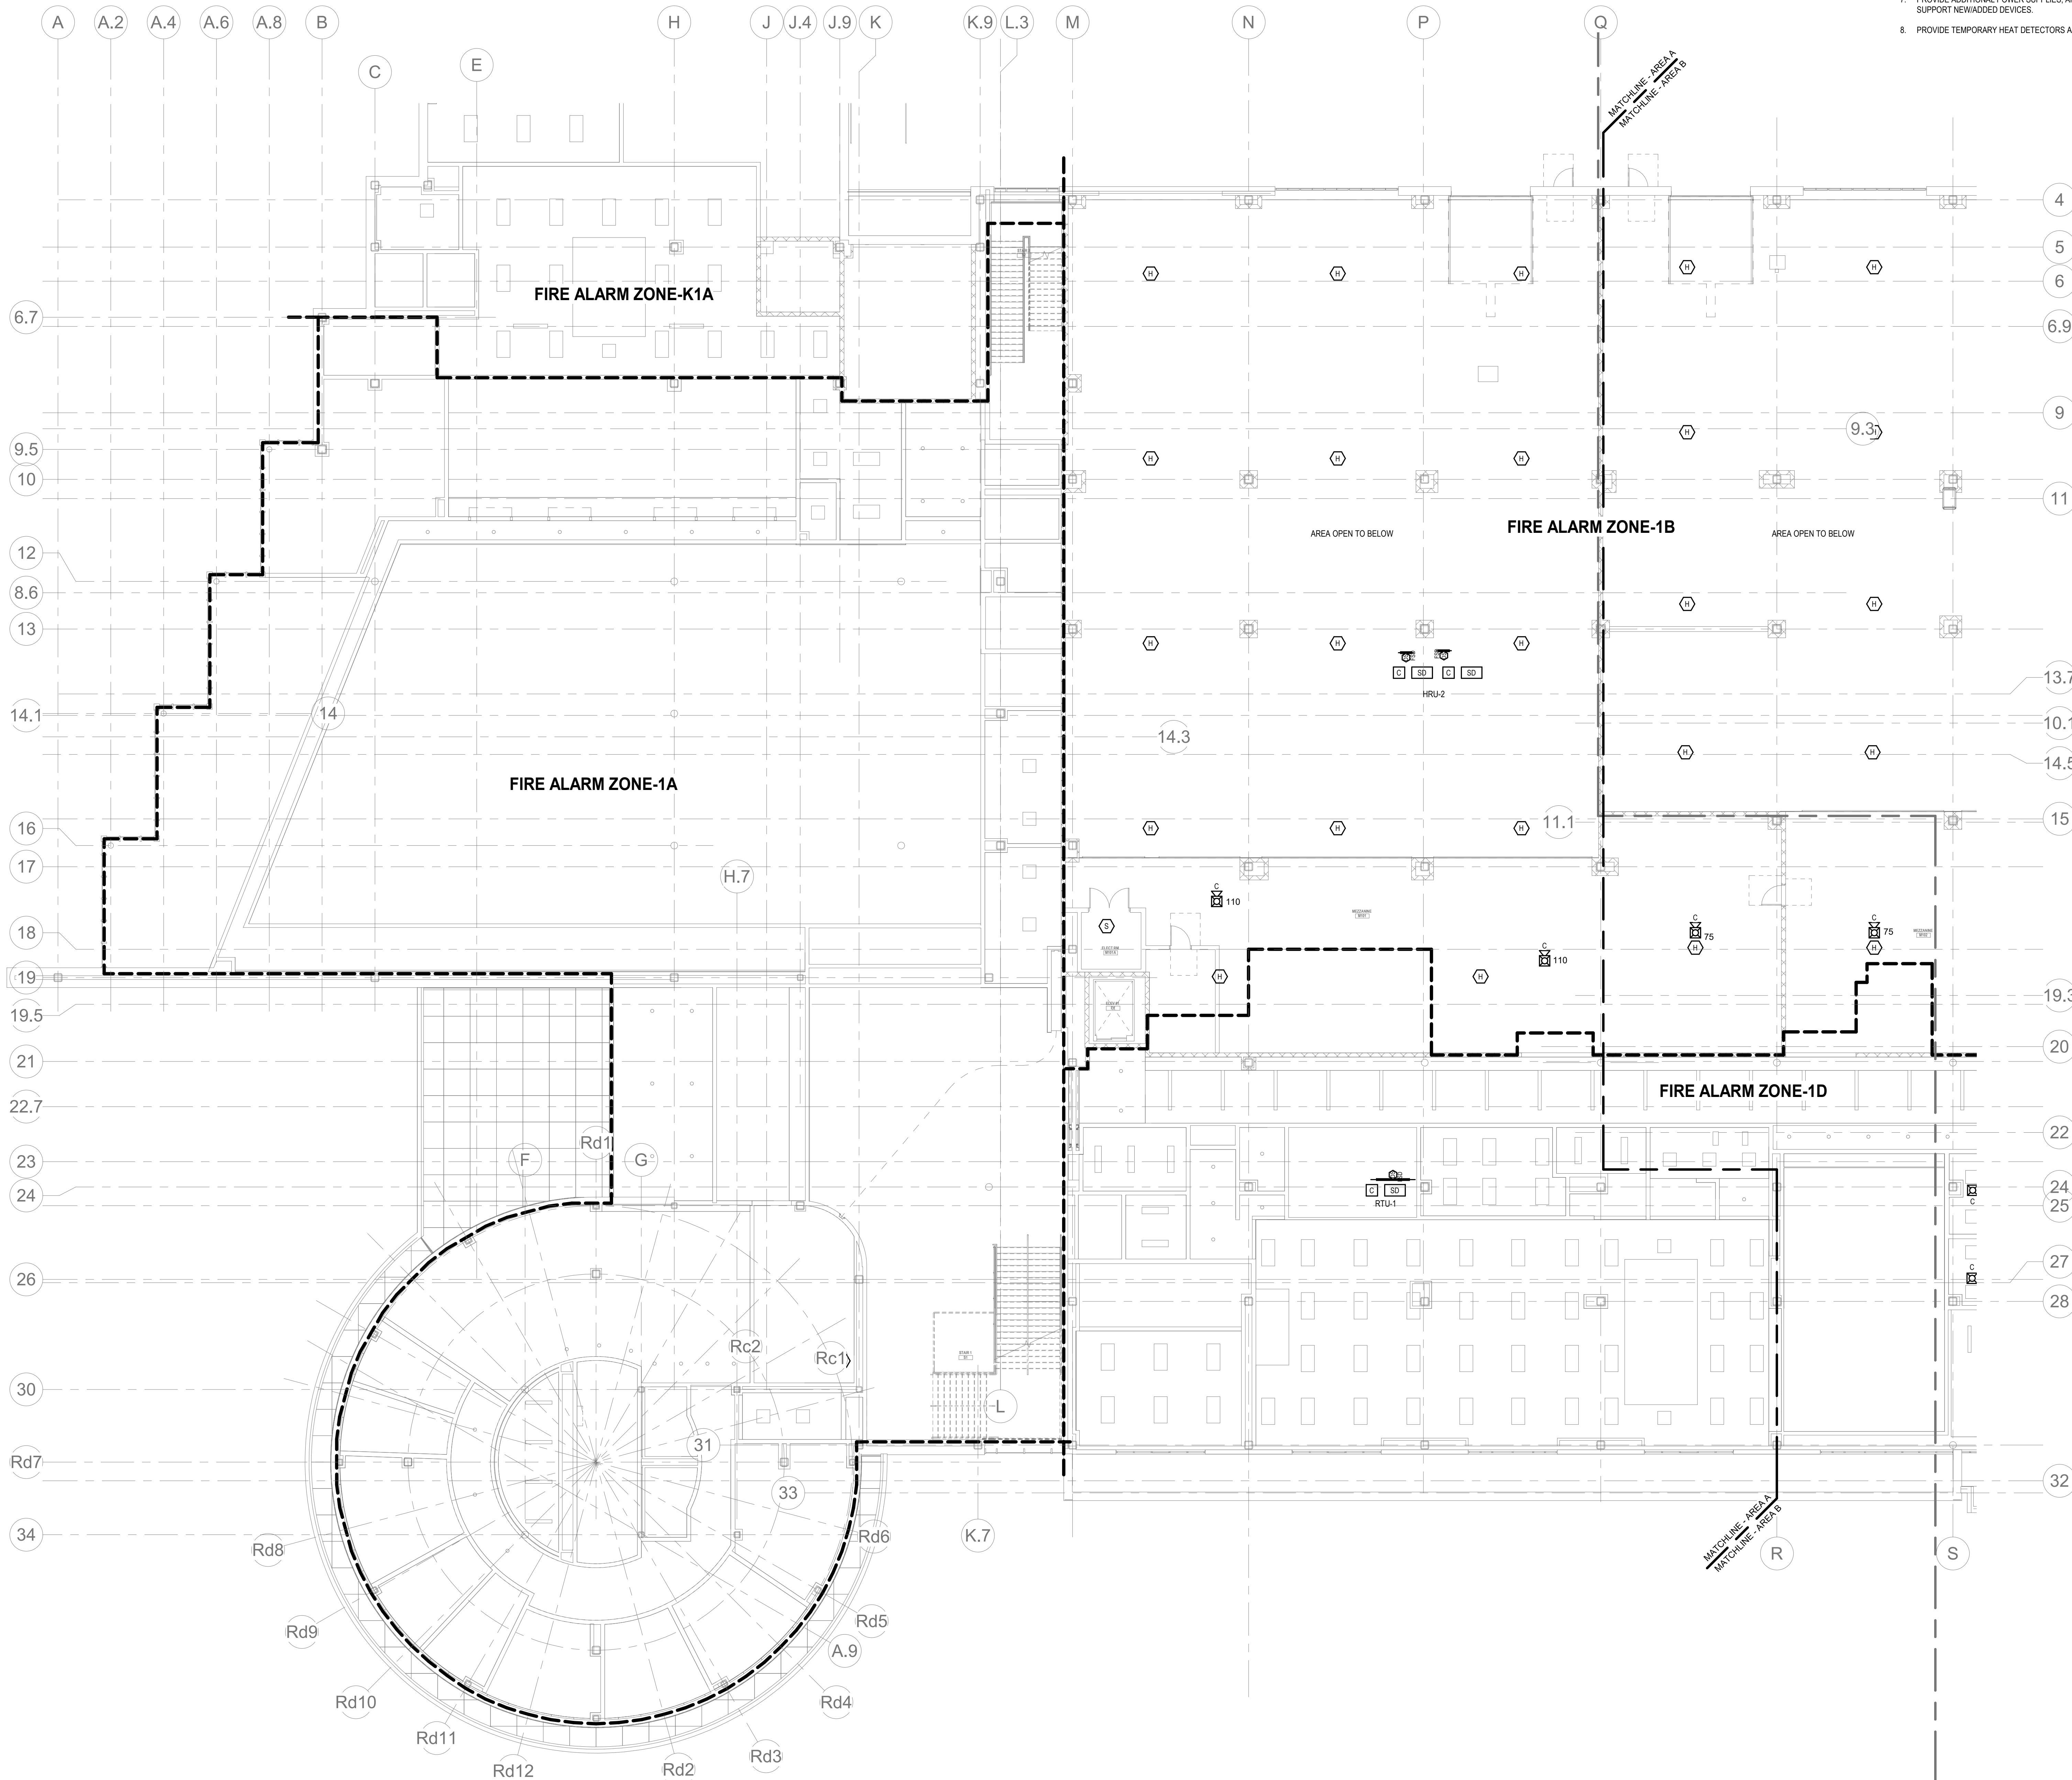 7. PROVIDE ADDITIONAL POWER SUPPLIES, A
SUPPORT NEW/ADDED DEVICES.
8. PROVIDE TEMPORARY HEAT DETECTORS A
A A.2 A.4 A.6 A.8 B H J J.4 J.9 K K.9 L.3 M N P Q
C E
MATCHLINE - AREA A
MATCHLINE - AREA B
4
5
H H H H H
6
FIRE ALARM ZONE-K1A
6.7
6.9
9
9.3
H
9.5
H H H
10
11
FIRE ALARM ZONE-1B
AREA OPEN TO BELOW
AREA OPEN TO BELOW
12
8.6
H H
13
H H H
C SD C SD
13.7
HRU-2
14
14.1
10.1
14.3
H H
14.5
FIRE ALARM ZONE-1A
15
11.1
16
H H H
17
H.7
C
110
MEZZANINE
S
C
75
C
75
MEZZANINE
18
H H
C
110
19
H H
19.3
19.5
20
21
FIRE ALARM ZONE-1D
22.7
22
Rd1
23
F
G
24
24
C SD
RTU-1
C
25
27
26
C
28
Rc2
Rc1
STAIR 1
30
L
31
Rd7
32
33
34
Rd6
K.7
MATCHLINE - AREA A
MATCHLINE - AREA B
Rd8
R
S
Rd9
Rd5
A.9
Rd10
Rd4
Rd11
Rd3
Rd12
Rd2